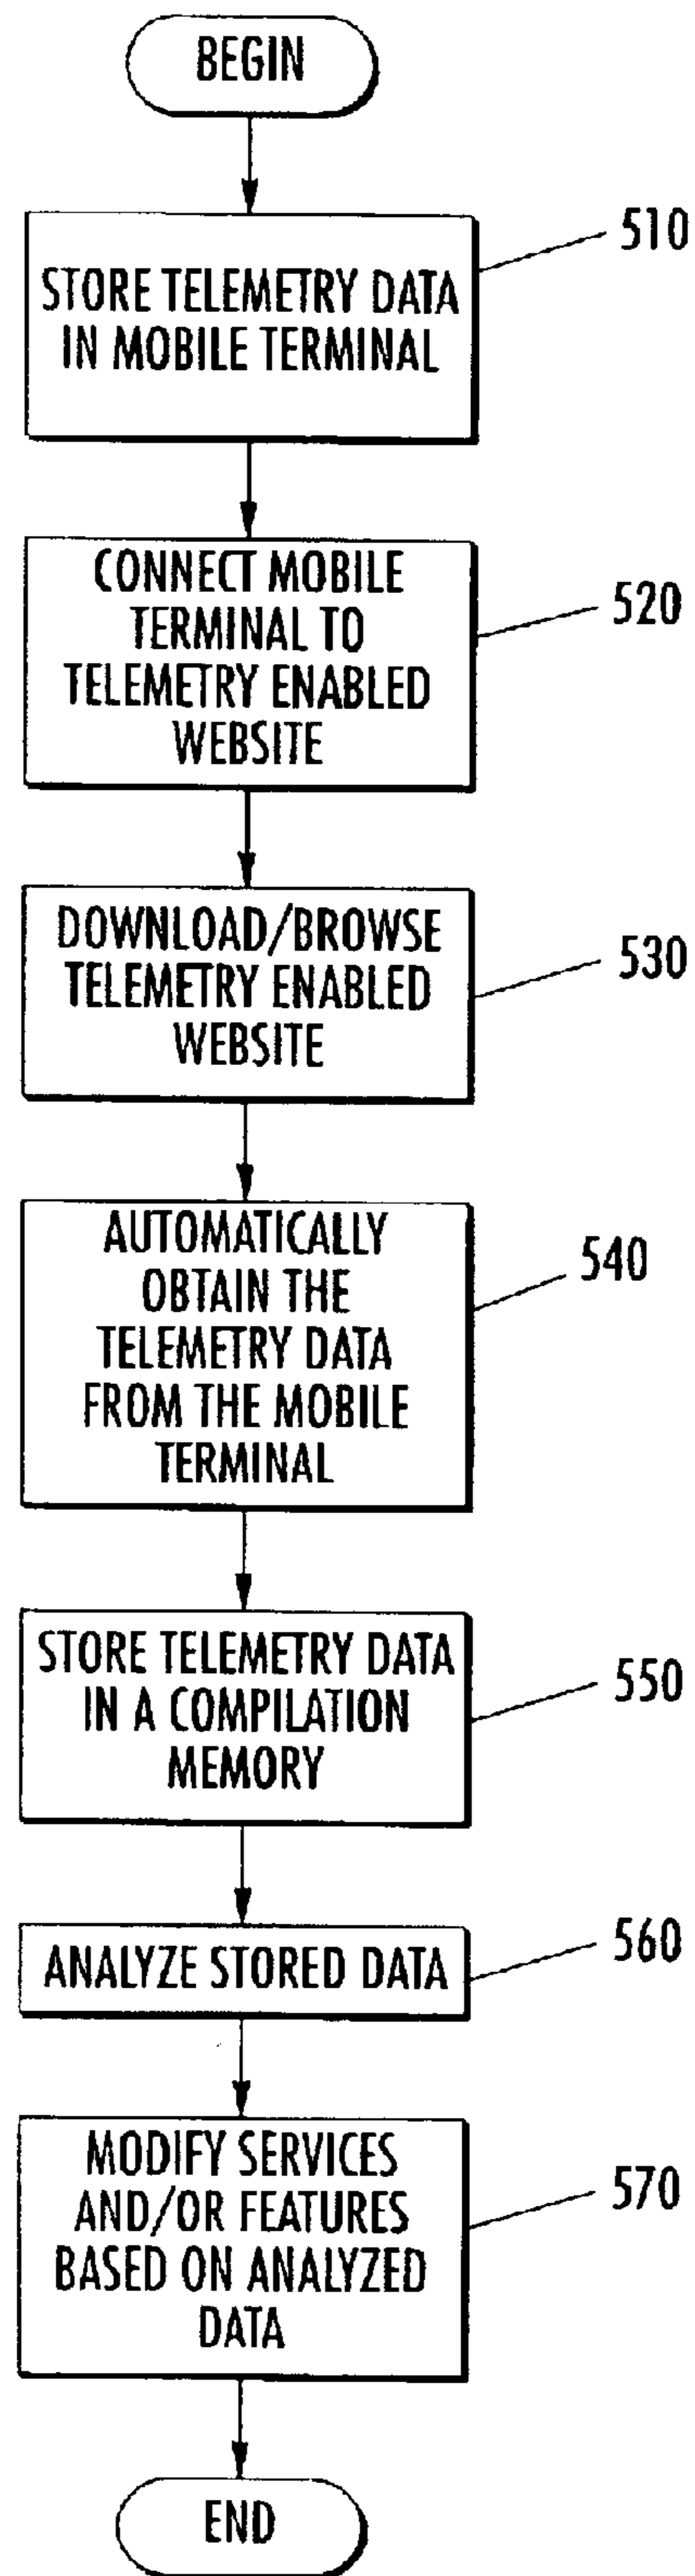 BEGIN
510
STORE TELEMETRY DATA
IN MOBILE TERMINAL
CONNECT MOBILE
TERMINAL TO
TELEMETRY ENABLED
WEBSITE
520
DOWNLOAD/BROWSE
TELEMETRY ENABLED
WEBSITE
530
AUTOMATICALLY
OBTAIN THE
TELEMETRY DATA
FROM THE MOBILE
TERMINAL
540
STORE TELEMETRY DATA
IN A COMPILATION
MEMORY
550
ANALYZE STORED DATA
560
MODIFY SERVICES
AND/OR FEATURES
BASED ON ANALYZED
DATA
570
END